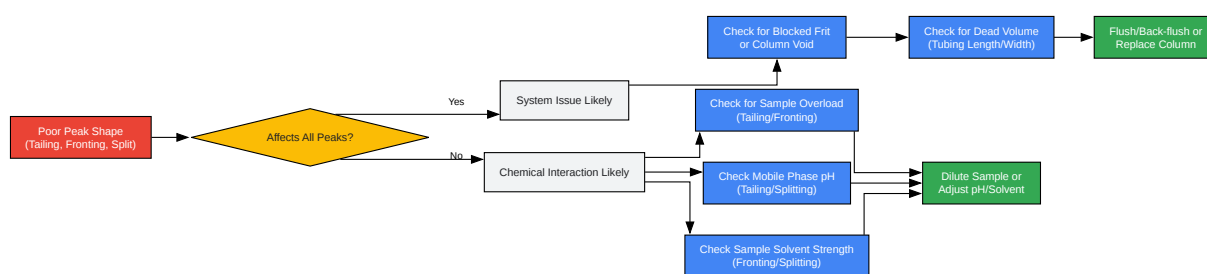 Poor Peak Shape
(Tailing, Fronting, Split)
Affects All Peaks?
Yes
No
System Issue Likely
Chemical Interaction Likely
Check for Blocked Frit
or Column Void
Check for Dead Volume
(Tubing Length/Width)
Flush/Back-flush or
Replace Column
Check for Sample Overload
(Tailing/Fronting)
Check Mobile Phase pH
(Tailing/Splitting)
Check Sample Solvent Strength
(Fronting/Splitting)
Dilute Sample or
Adjust pH/Solvent